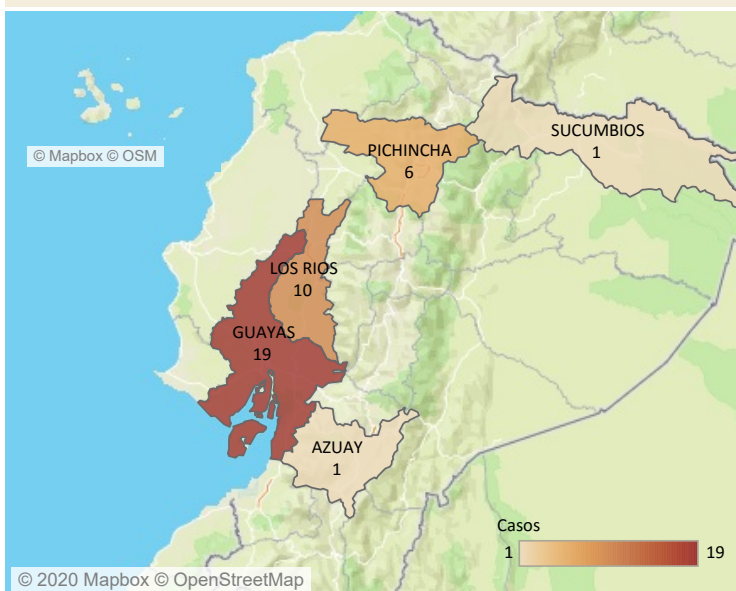 © Mapbox © OSM
SUCUMBIOS
1
PICHINCHA
6
LOS RIOS
10
GUAYAS
19
AZUAY
1
Casos
1 19
© 2020 Mapbox © OpenStreetMap